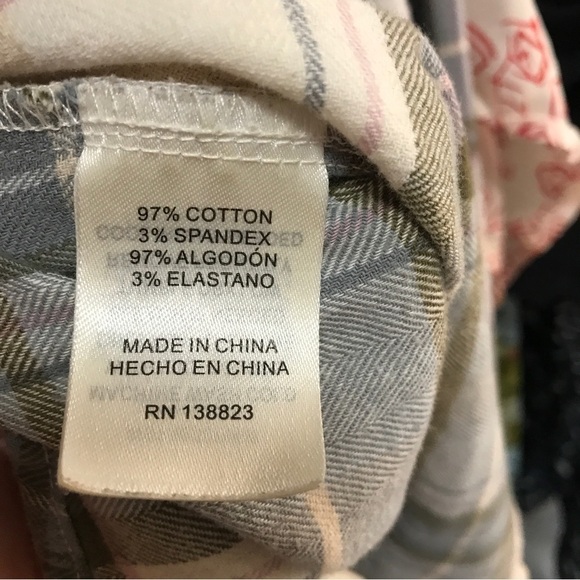 97% COTTON
3% SPANDEX
97% ALGODÓN
3% ELASTANO
MADE IN CHINA
HECHO EN CHINA
RN 138823